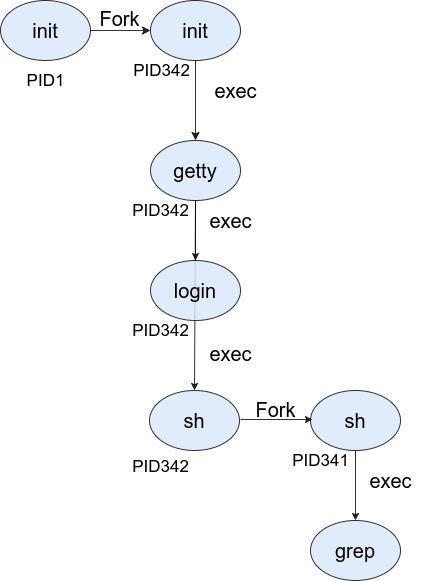 init
Fork
init
PID1
PID342
exec
getty
PID342
exec
login
PID342
exec
sh
Fork
sh
PID342
PID341
exec
grep